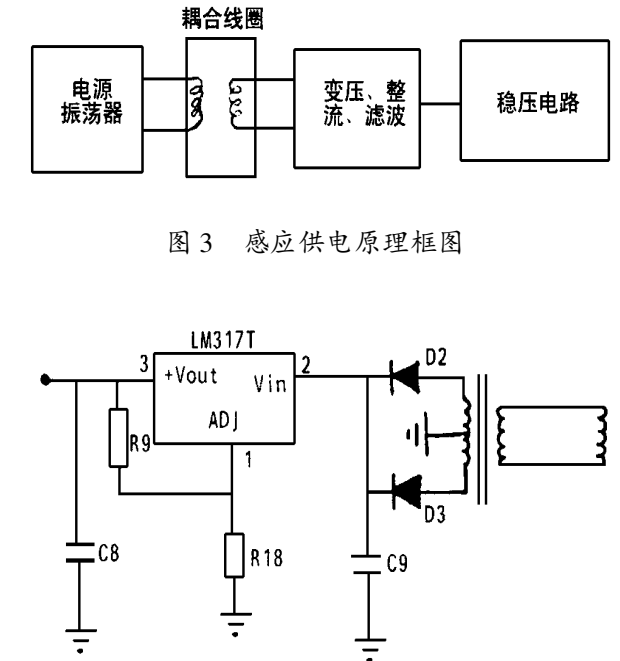 耦合线圈
电源
振荡器
变压、整
流、滤波
稳压电路
图 3 感应供电原理框图
LM317T
3
+Vout
Vin
2
ADJ
1
R9
R18
C8
C9
D2
D3